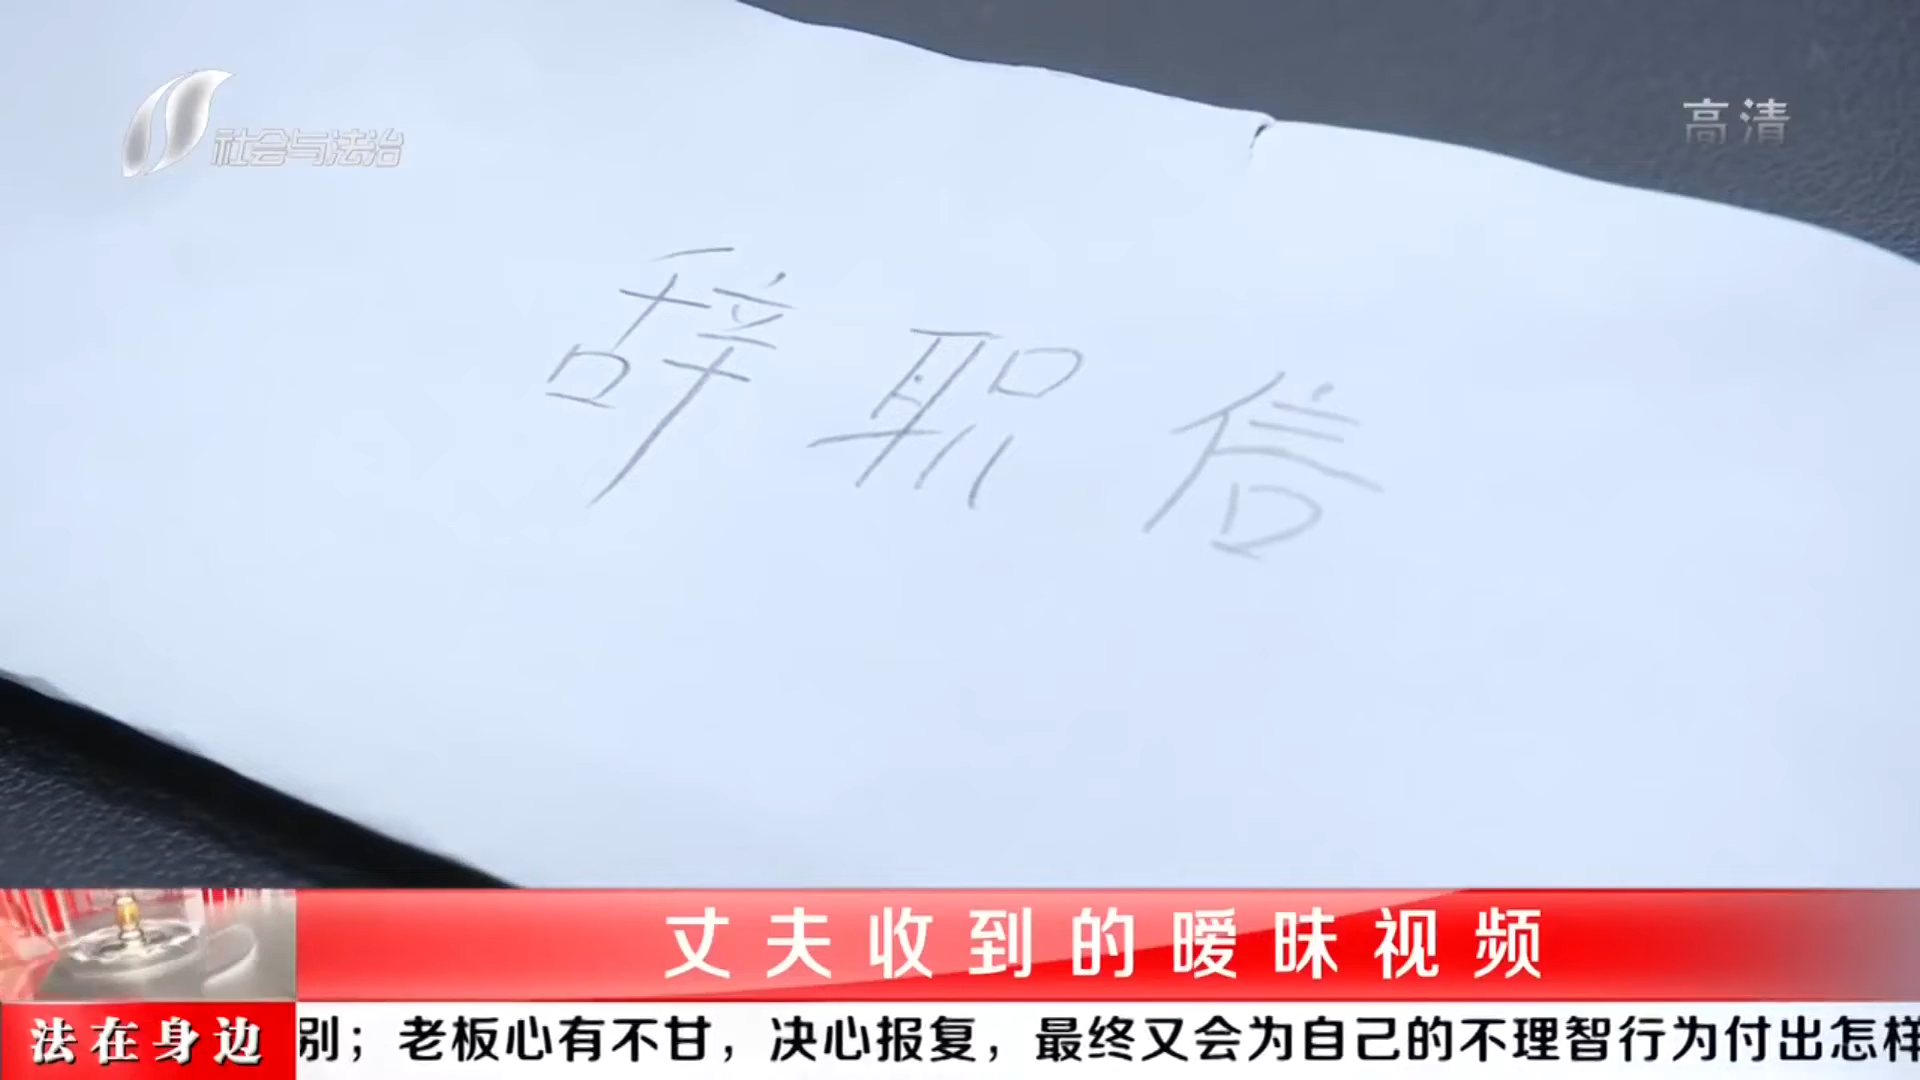 社会与法治
高清
辞职信
丈夫收到的暧昧视频
法在身边
别；老板心有不甘，决心报复，最终又会为自己的不理智行为付出怎样